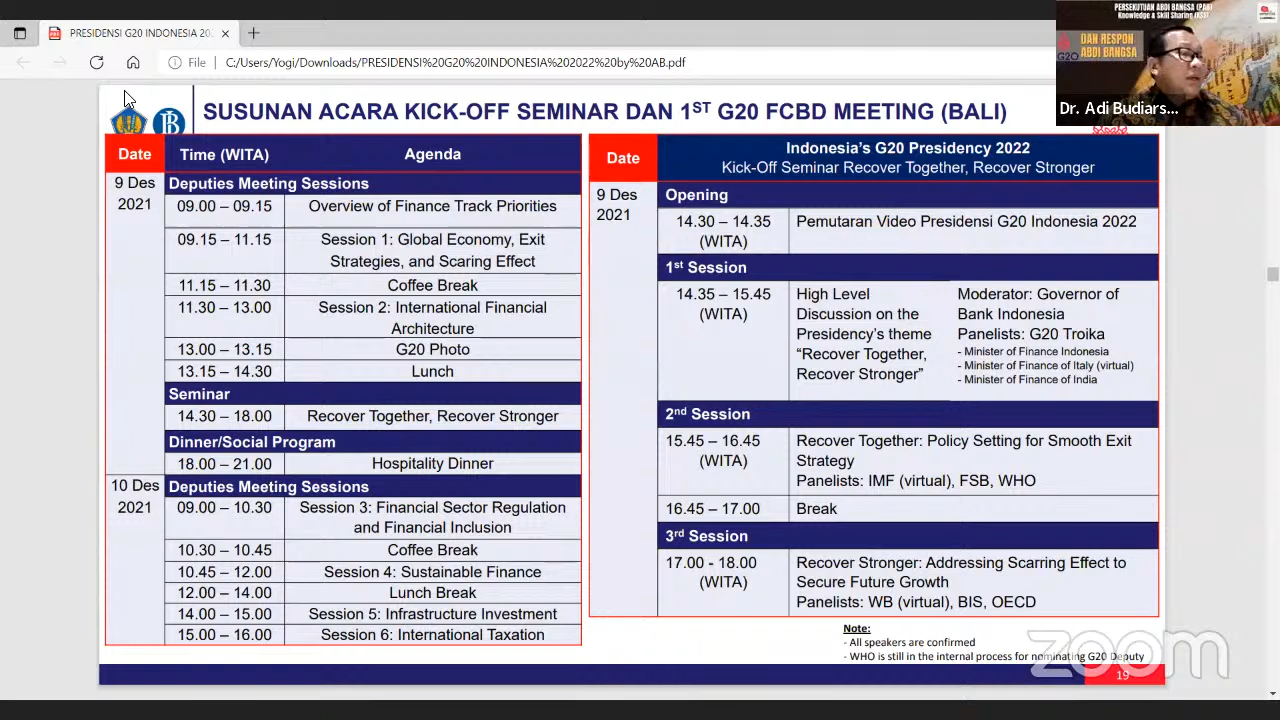 PRESIDENSI G20 INDONESIA 202
File
C:/Users/Yogi/Downloads
G20%20INDONESIA%202022%20by%20AB.pdf
PERSEKUTUAN ABDI BANGSA (PAB)
Knowledge & Skill Sharing (KSS)
DAN RESPON
ABDI BANGSA
G20
Dr. Adi Budiars...
SUSUNAN ACARA KICK-OFF SEMINAR DAN 1ST G20 FCBD MEETING (BALI)
Date Time (WITA) Agenda
9 Des
2021
Deputies Meeting Sessions
09.00 – 09.15 Overview of Finance Track Priorities
09.15 – 11.15 Session 1: Global Economy, Exit
Strategies, and Scaring Effect
11.15 – 11.30 Coffee Break
11.30 – 13.00 Session 2: International Financial
Architecture
13.00 – 13.15 G20 Photo
13.15 – 14.30 Lunch
Seminar
14.30 – 18.00 Recover Together, Recover Stronger
Dinner/Social Program
18.00 – 21.00 Hospitality Dinner
10 Des
2021
Deputies Meeting Sessions
09.00 – 10.30 Session 3: Financial Sector Regulation
and Financial Inclusion
10.30 – 10.45 Coffee Break
10.45 – 12.00 Session 4: Sustainable Finance
12.00 – 14.00 Lunch Break
14.00 – 15.00 Session 5: Infrastructure Investment
15.00 – 16.00 Session 6: International Taxation
Date
Indonesia's G20 Presidency 2022
Kick-Off Seminar Recover Together, Recover Stronger
9 Des
2021
Opening
14.30 – 14.35
(WITA)
Pemutaran Video Presidensi G20 Indonesia 2022
1st Session
14.35 – 15.45
(WITA)
High Level
Discussion on the
Presidency's theme
“Recover Together,
Recover Stronger”
Moderator: Governor of
Bank Indonesia
Panelists: G20 Troika
- Minister of Finance Indonesia
- Minister of Finance of Italy (virtual)
- Minister of Finance of India
2nd Session
15.45 – 16.45
(WITA)
Recover Together: Policy Setting for Smooth Exit
Strategy
Panelists: IMF (virtual), FSB, WHO
16.45 – 17.00 Break
3rd Session
17.00 - 18.00
(WITA)
Recover Stronger: Addressing Scarring Effect to
Secure Future Growth
Panelists: WB (virtual), BIS, OECD
Note:
- All speakers are confirmed
- WHO is still in the internal process for nominating G20 Deputy
19
zoom